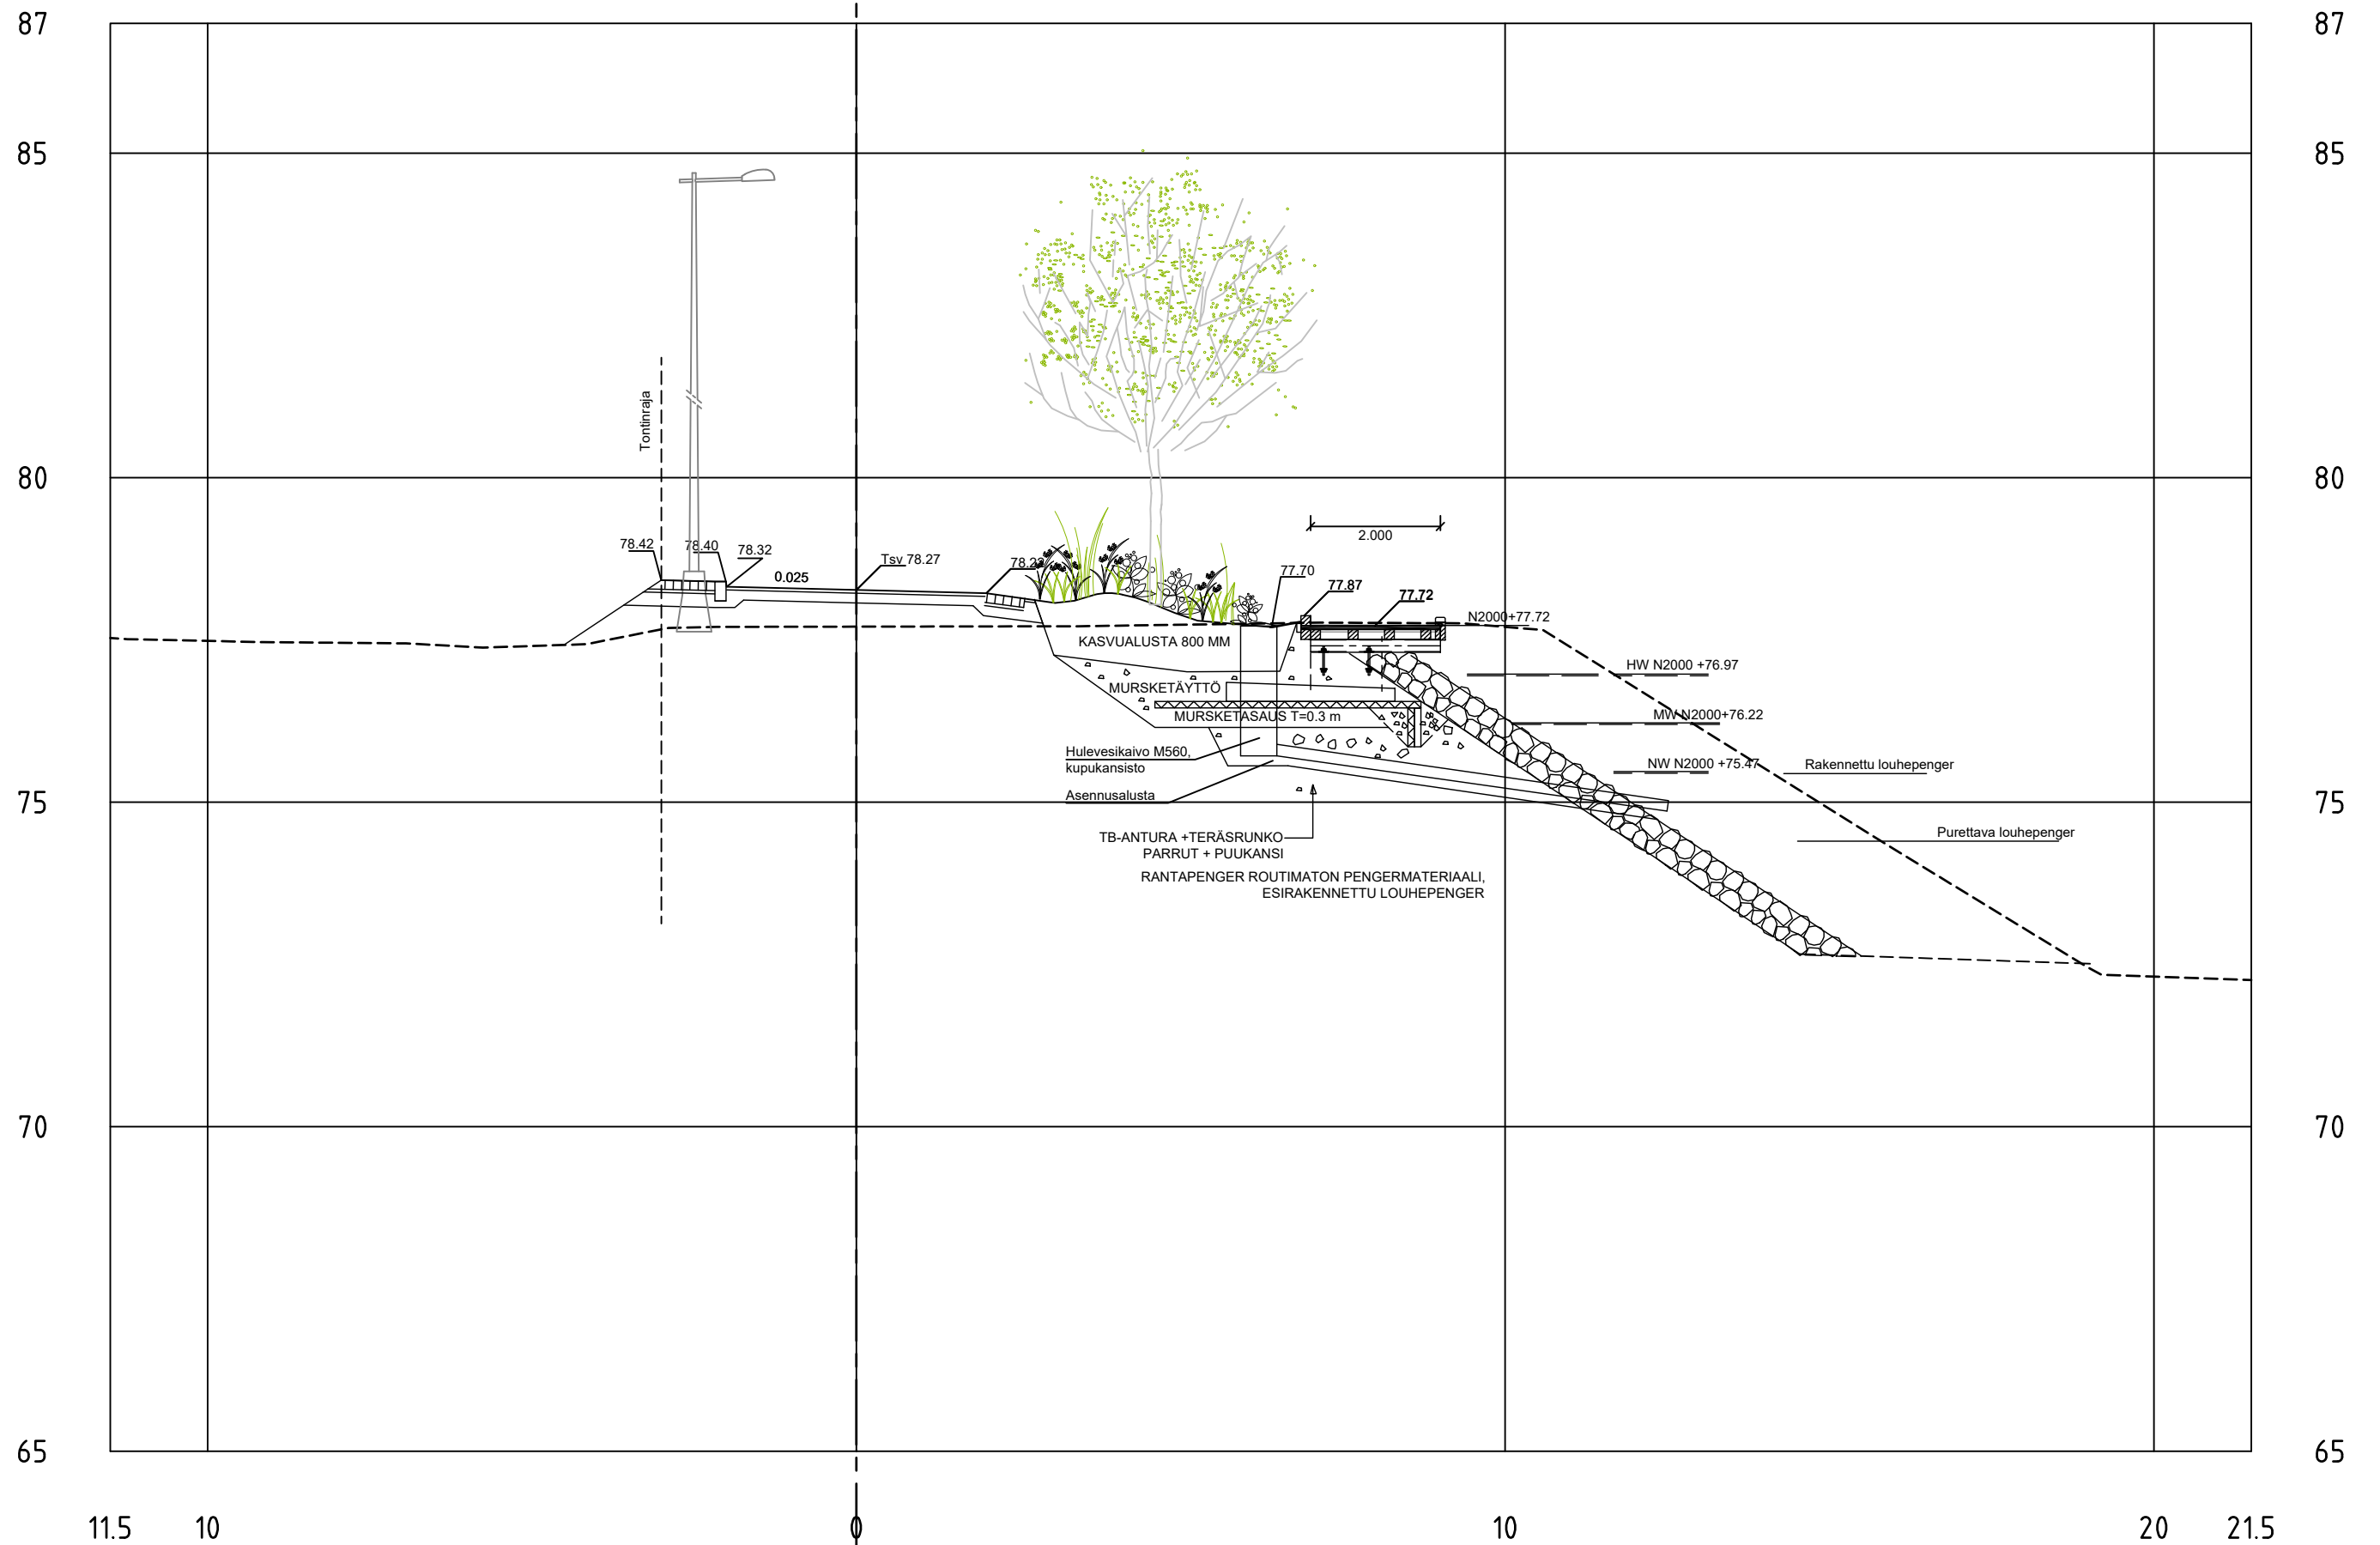 87
87
85
85
Tontinraja
80
80
2.000
78.42
78.40
78.32
Tsv 78.27
0.025
77.70
77.87
77.72
N2000+77.72
KASVUALUSTA 800 MM
HW N2000 +76.97
MURSKETÄYTTÖ
MURSKETASAUS T=0.3 m
MW N2000+76.22
Hulevesikaivo M560,
kupukansisto
NW N2000 +75.47
Rakennettu louhepenger
Asennusalusta
75
75
TB-ANTURA +TERÄSRUNKO
PARRUT + PUUKANSI
Purettava louhepenger
RANTAPENGER ROUTIMATON PENGERMATERIAALI,
ESIRAKENNETTU LOUHEPENGER
70
70
65
65
11.5 10 0 10 20 21.5